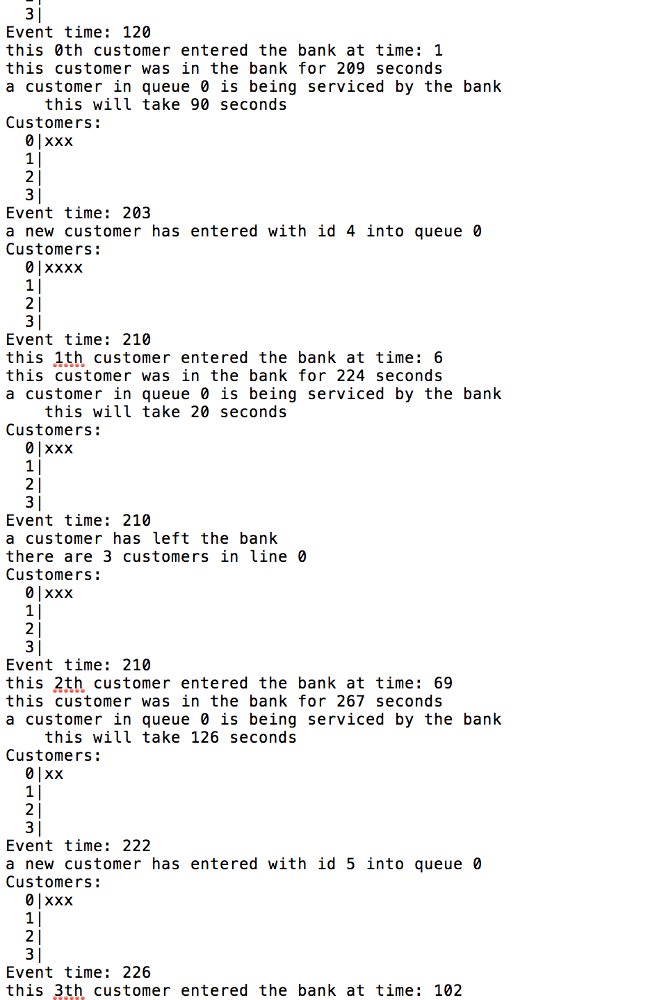 3|
Event time: 120
this 0th customer entered the bank at time: 1
this customer was in the bank for 209 seconds
a customer in queue 0 is being serviced by the bank
    this will take 90 seconds
Customers:
  0|xxx
  1|
  2|
  3|
Event time: 203
a new customer has entered with id 4 into queue 0
Customers:
  0|xxxx
  1|
  2|
  3|
Event time: 210
this 1th customer entered the bank at time: 6
this customer was in the bank for 224 seconds
a customer in queue 0 is being serviced by the bank
    this will take 20 seconds
Customers:
  0|xxx
  1|
  2|
  3|
Event time: 210
a customer has left the bank
there are 3 customers in line 0
Customers:
  0|xxx
  1|
  2|
  3|
Event time: 210
this 2th customer entered the bank at time: 69
this customer was in the bank for 267 seconds
a customer in queue 0 is being serviced by the bank
    this will take 126 seconds
Customers:
  0|xx
  1|
  2|
  3|
Event time: 222
a new customer has entered with id 5 into queue 0
Customers:
  0|xxx
  1|
  2|
  3|
Event time: 226
this 3th customer entered the bank at time: 102